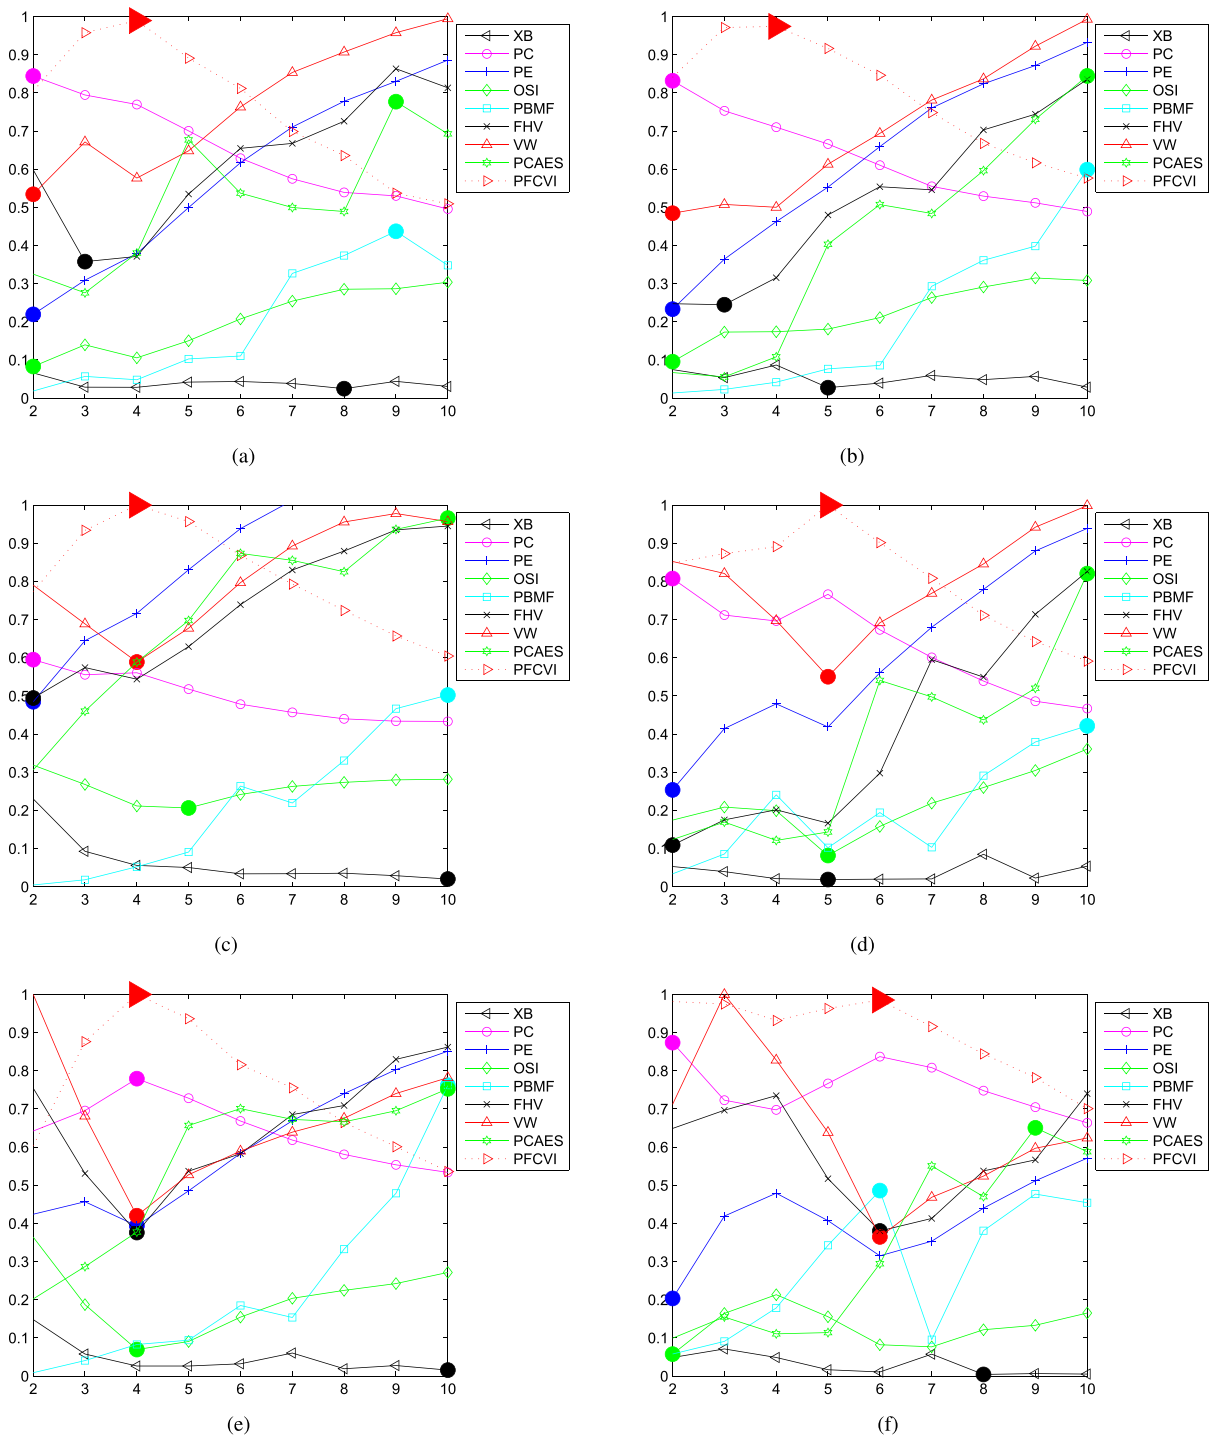 1
0.9
0.8
0.7
0.6
0.5
0.4
0.3
0.2
0.1
0
2 3 4 5 6 7 8 9 10
XB
PC
PE
OSI
PBMF
FHV
VW
PCAES
PFCVI
(a)
1
0.9
0.8
0.7
0.6
0.5
0.4
0.3
0.2
0.1
0
2 3 4 5 6 7 8 9 10
XB
PC
PE
OSI
PBMF
FHV
VW
PCAES
PFCVI
(b)
1
0.9
0.8
0.7
0.6
0.5
0.4
0.3
0.2
0.1
0
2 3 4 5 6 7 8 9 10
XB
PC
PE
OSI
PBMF
FHV
VW
PCAES
PFCVI
(c)
1
0.9
0.8
0.7
0.6
0.5
0.4
0.3
0.2
0.1
0
2 3 4 5 6 7 8 9 10
XB
PC
PE
OSI
PBMF
FHV
VW
PCAES
PFCVI
(d)
1
0.9
0.8
0.7
0.6
0.5
0.4
0.3
0.2
0.1
0
2 3 4 5 6 7 8 9 10
XB
PC
PE
OSI
PBMF
FHV
VW
PCAES
PFCVI
(e)
1
0.9
0.8
0.7
0.6
0.5
0.4
0.3
0.2
0.1
0
2 3 4 5 6 7 8 9 10
XB
PC
PE
OSI
PBMF
FHV
VW
PCAES
PFCVI
(f)